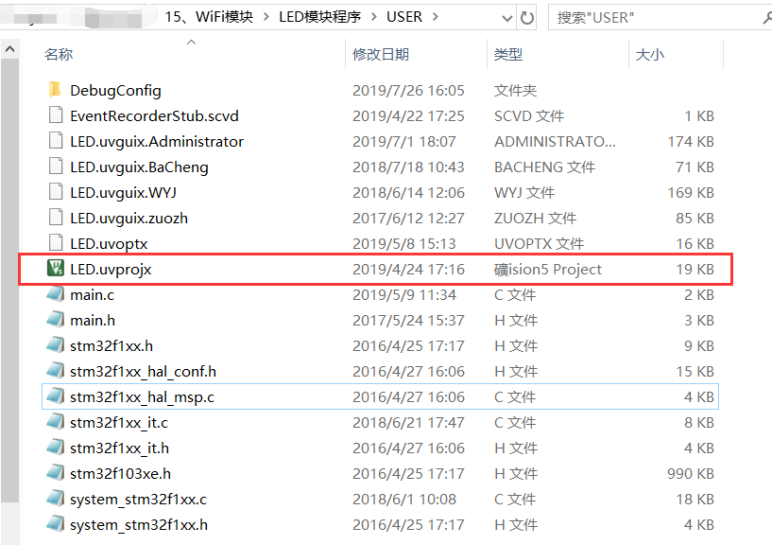 15、WiFi模块 > LED模块程序 > USER > 搜索"USER"
名称 修改日期 类型 大小
DebugConfig 2019/7/26 16:05 文件夹
EventRecorderStub.scvd 2019/4/22 17:25 SCVD 文件 1 KB
LED.uvguix.Administrator 2019/7/1 18:07 ADMINISTRATO... 174 KB
LED.uvguix.BaCheng 2018/7/18 10:43 BACHENG 文件 71 KB
LED.uvguix.WYJ 2018/6/14 12:06 WYJ 文件 169 KB
LED.uvguix.zuozh 2017/6/12 12:27 ZUOZH 文件 85 KB
LED.uvoptx 2019/5/8 15:13 UVOPTX 文件 16 KB
LED.uvprojx 2019/4/24 17:16 礦ision5 Project 19 KB
main.c 2019/5/9 11:34 C 文件 2 KB
main.h 2017/5/24 15:37 H 文件 3 KB
stm32f1xx.h 2016/4/25 17:17 H 文件 9 KB
stm32f1xx_hal_conf.h 2016/4/27 16:06 H 文件 15 KB
stm32f1xx_hal_msp.c 2016/4/27 16:06 C 文件 4 KB
stm32f1xx_it.c 2018/6/21 17:47 C 文件 8 KB
stm32f1xx_it.h 2016/4/27 16:06 H 文件 4 KB
stm32f103xe.h 2016/4/25 17:17 H 文件 990 KB
system_stm32f1xx.c 2018/6/1 10:08 C 文件 18 KB
system_stm32f1xx.h 2016/4/25 17:17 H 文件 4 KB